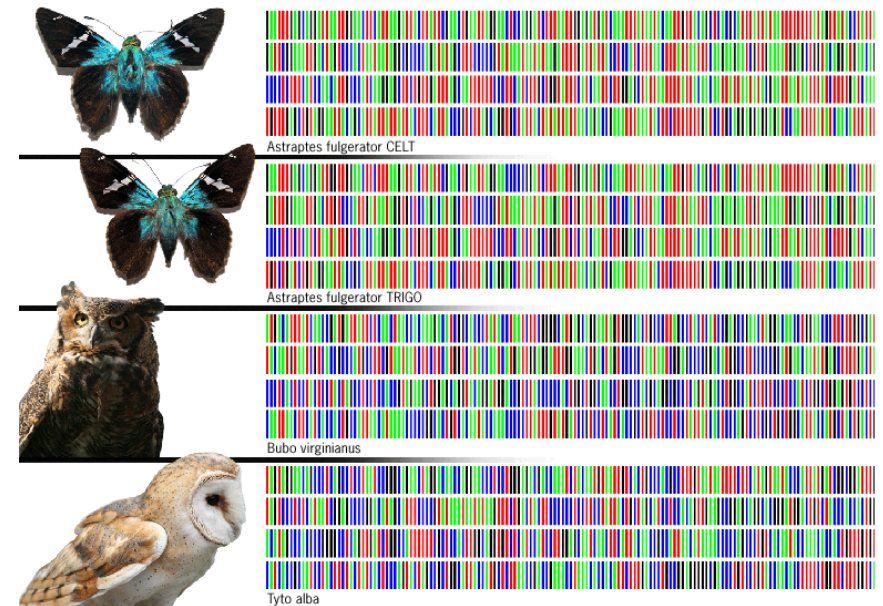 Astraptes fulgerator CELT
Astraptes fulgerator TRIGO
Bubo virginianus
Tyto alba